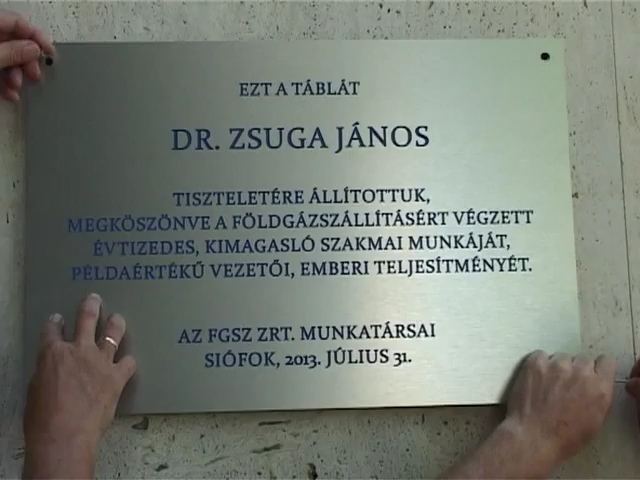 EZT A TÁBLÁT
DR. ZSUGA JÁNOS
TISZTELETÉRE ÁLLÍTOTTUK,
MEGKÖSZÖNVE A FÖLDGÁZSZÁLLÍTÁSÉRT VÉGZETT
ÉVTIZEDES, KIMAGASLÓ SZAKMAI MUNKÁJÁT,
PÉLDAÉRTÉKŰ VEZETŐI, EMBERI TELJESÍTMÉNYÉT.
AZ FGSZ ZRT. MUNKATÁRSAI
SIÓFOK, 2013. JÚLIUS 31.